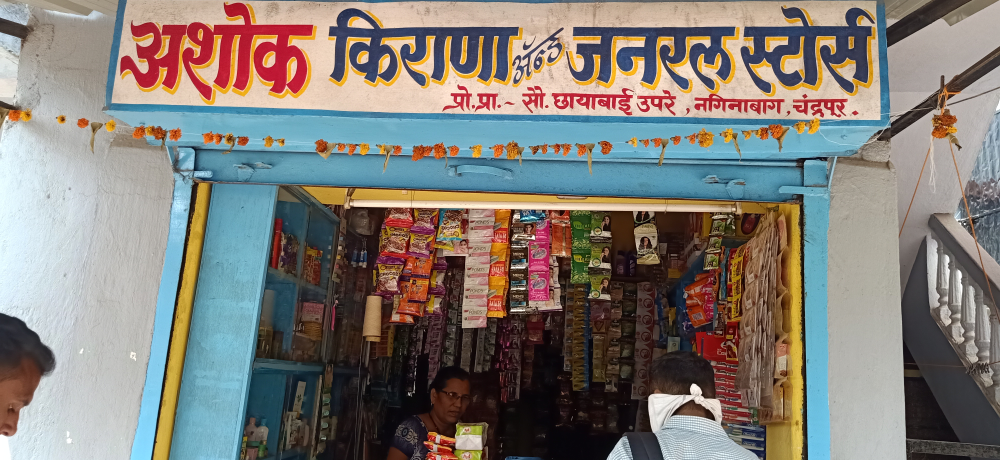 अशोक किराणा अॅन्ड जनरल स्टोर्स
प्रो.प्रा.~ सौ. छायाबाई उपरे, नगिनाबाग, चंद्रपूर.